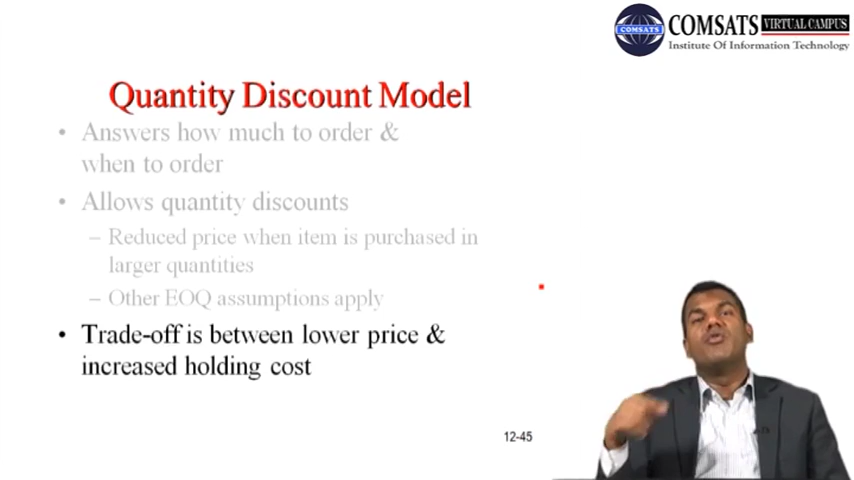 COMSATS
COMSATS VIRTUAL CAMPUS
Institute Of Information Technology
Quantity Discount Model
• Answers how much to order &
when to order
• Allows quantity discounts
– Reduced price when item is purchased in
larger quantities
– Other EOQ assumptions apply
• Trade-off is between lower price &
increased holding cost
12-45